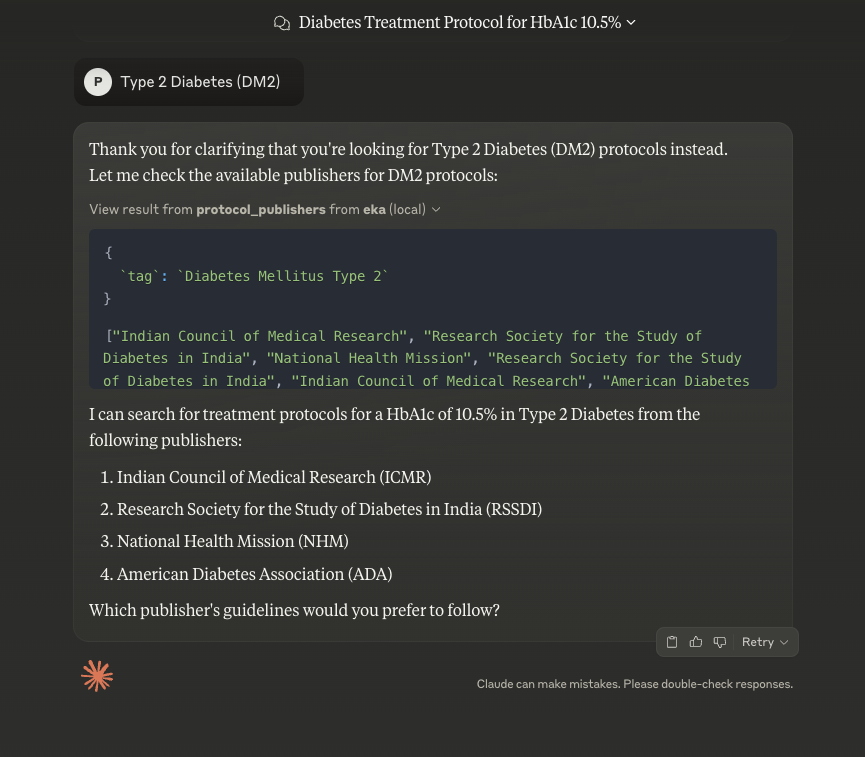 Diabetes Treatment Protocol for HbA1c 10.5%
P Type 2 Diabetes (DM2)
Thank you for clarifying that you're looking for Type 2 Diabetes (DM2) protocols instead.
Let me check the available publishers for DM2 protocols:
View result from protocol_publishers from eka (local)
{
  `tag`: `Diabetes Mellitus Type 2`
}
["Indian Council of Medical Research", "Research Society for the Study of
Diabetes in India", "National Health Mission", "Research Society for the Study
of Diabetes in India", "Indian Council of Medical Research", "American Diabetes
I can search for treatment protocols for a HbA1c of 10.5% in Type 2 Diabetes from the
following publishers:
1. Indian Council of Medical Research (ICMR)
2. Research Society for the Study of Diabetes in India (RSSDI)
3. National Health Mission (NHM)
4. American Diabetes Association (ADA)
Which publisher's guidelines would you prefer to follow?
Retry
Claude can make mistakes. Please double-check responses.